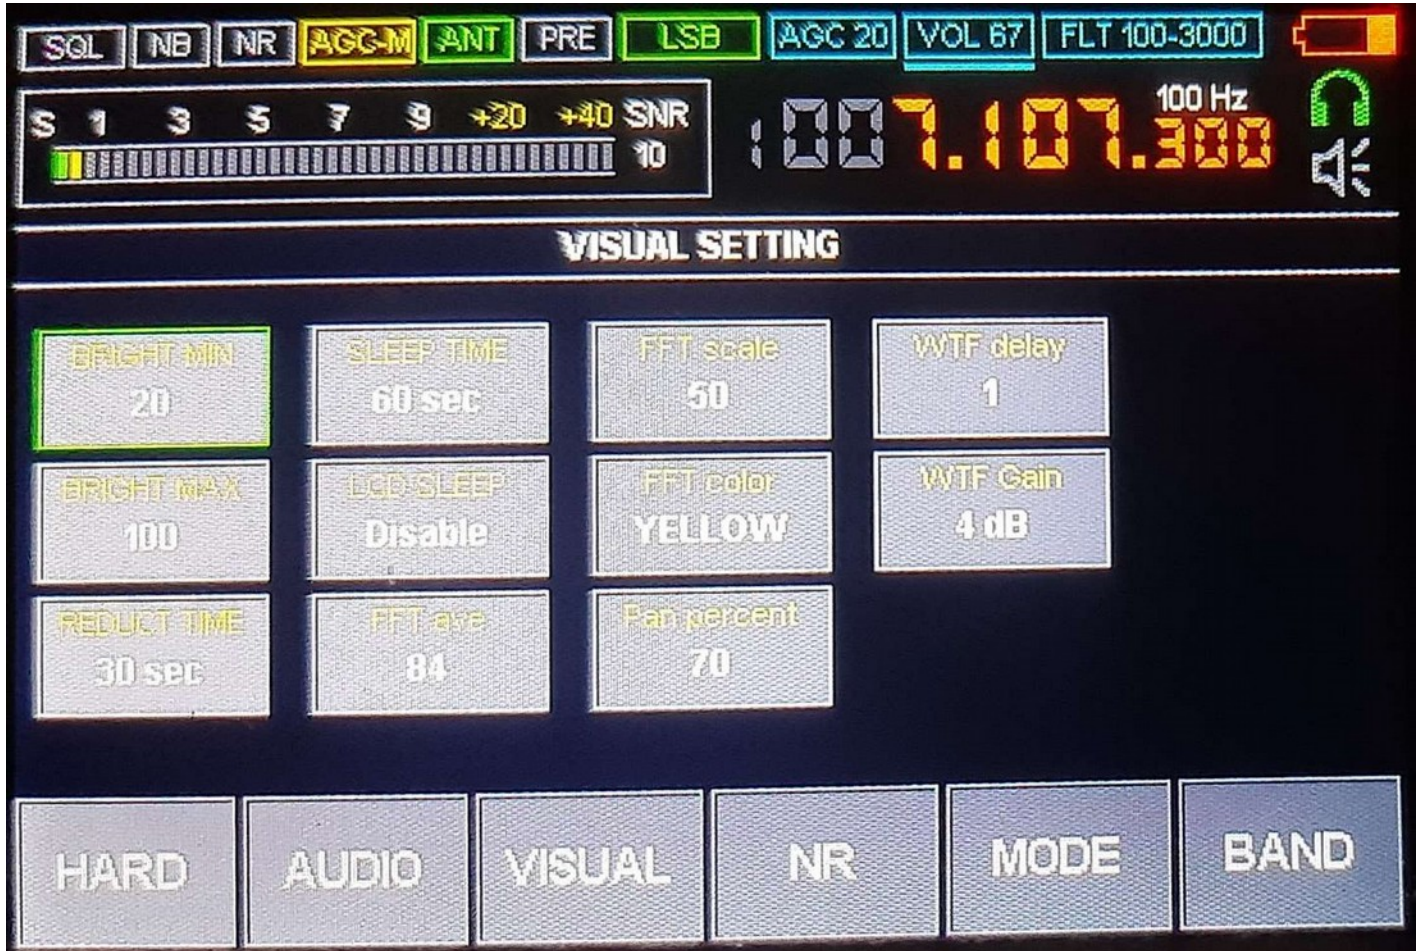 SQL NB NR AGC-M ANT PRE LSB AGC 20 VOL 67 FLT 100-3000
S 1 3 5 7 9 +20 +40 SNR
10
100 Hz
7.107.300
VISUAL SETTING
BRIGHT MIN
20
SLEEP TIME
60 sec
FFT scale
50
WTF delay
1
BRIGHT MAX
100
LCD SLEEP
Disable
FFT color
YELLOW
WTF Gain
4 dB
REDUCT TIME
30 sec
FFT ave
84
Pan percent
70
HARD AUDIO VISUAL NR MODE BAND